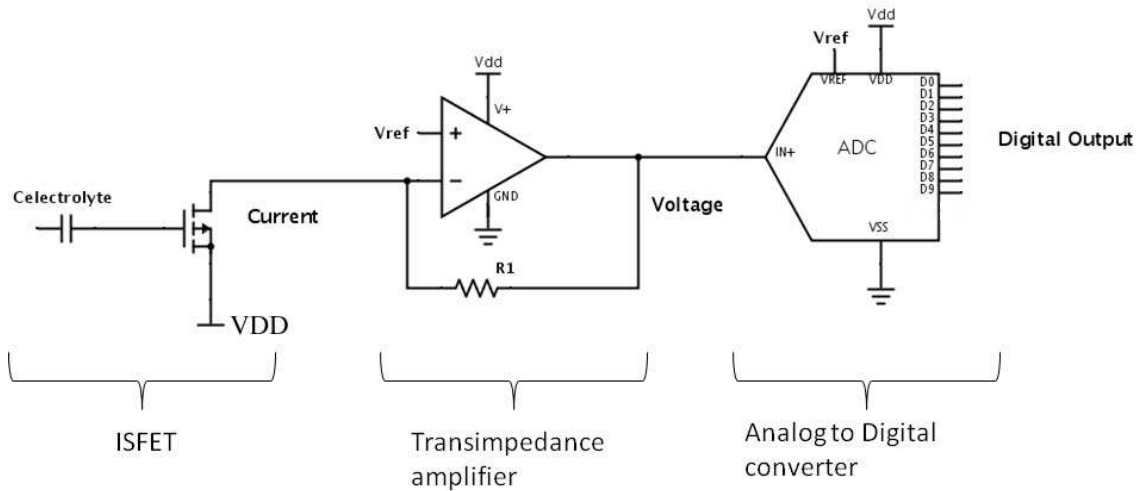 Vdd
Vref
Vdd
V+
Vref
VREF
VDD
D0
D1
D2
D3
D4
D5
D6
D7
D8
D9
ADC
IN+
Digital Output
Celectrolyte
Current
GND
Voltage
VSS
R1
VDD
ISFET
Transimpedance
amplifier
Analog to Digital
converter